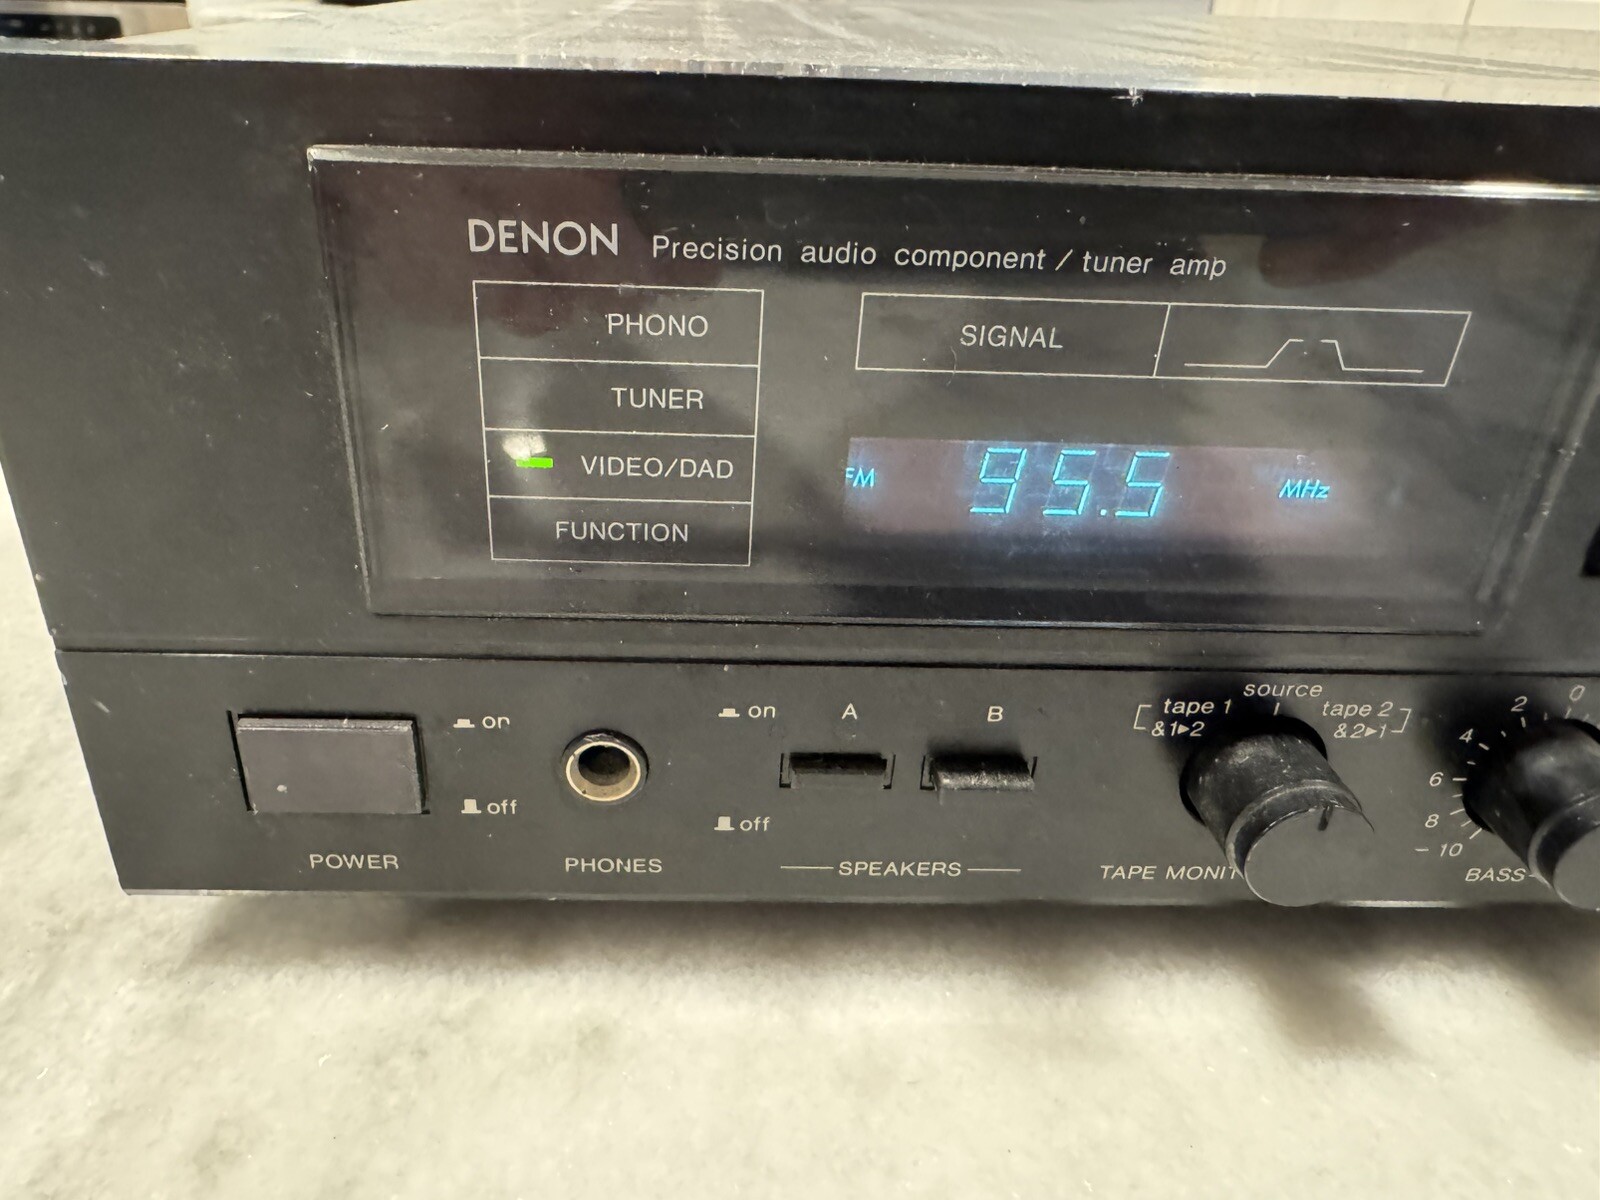 DENON Precision audio component / tuner amp
PHONO
TUNER
VIDEO/DAD
FUNCTION
SIGNAL
FM 95.5 MHz
on
off
POWER
PHONES
on A B
off
SPEAKERS
source
tape 1 &1▸2
tape 2 &2▸1
TAPE MONIT
0
2
4
6
8
- 10
BASS